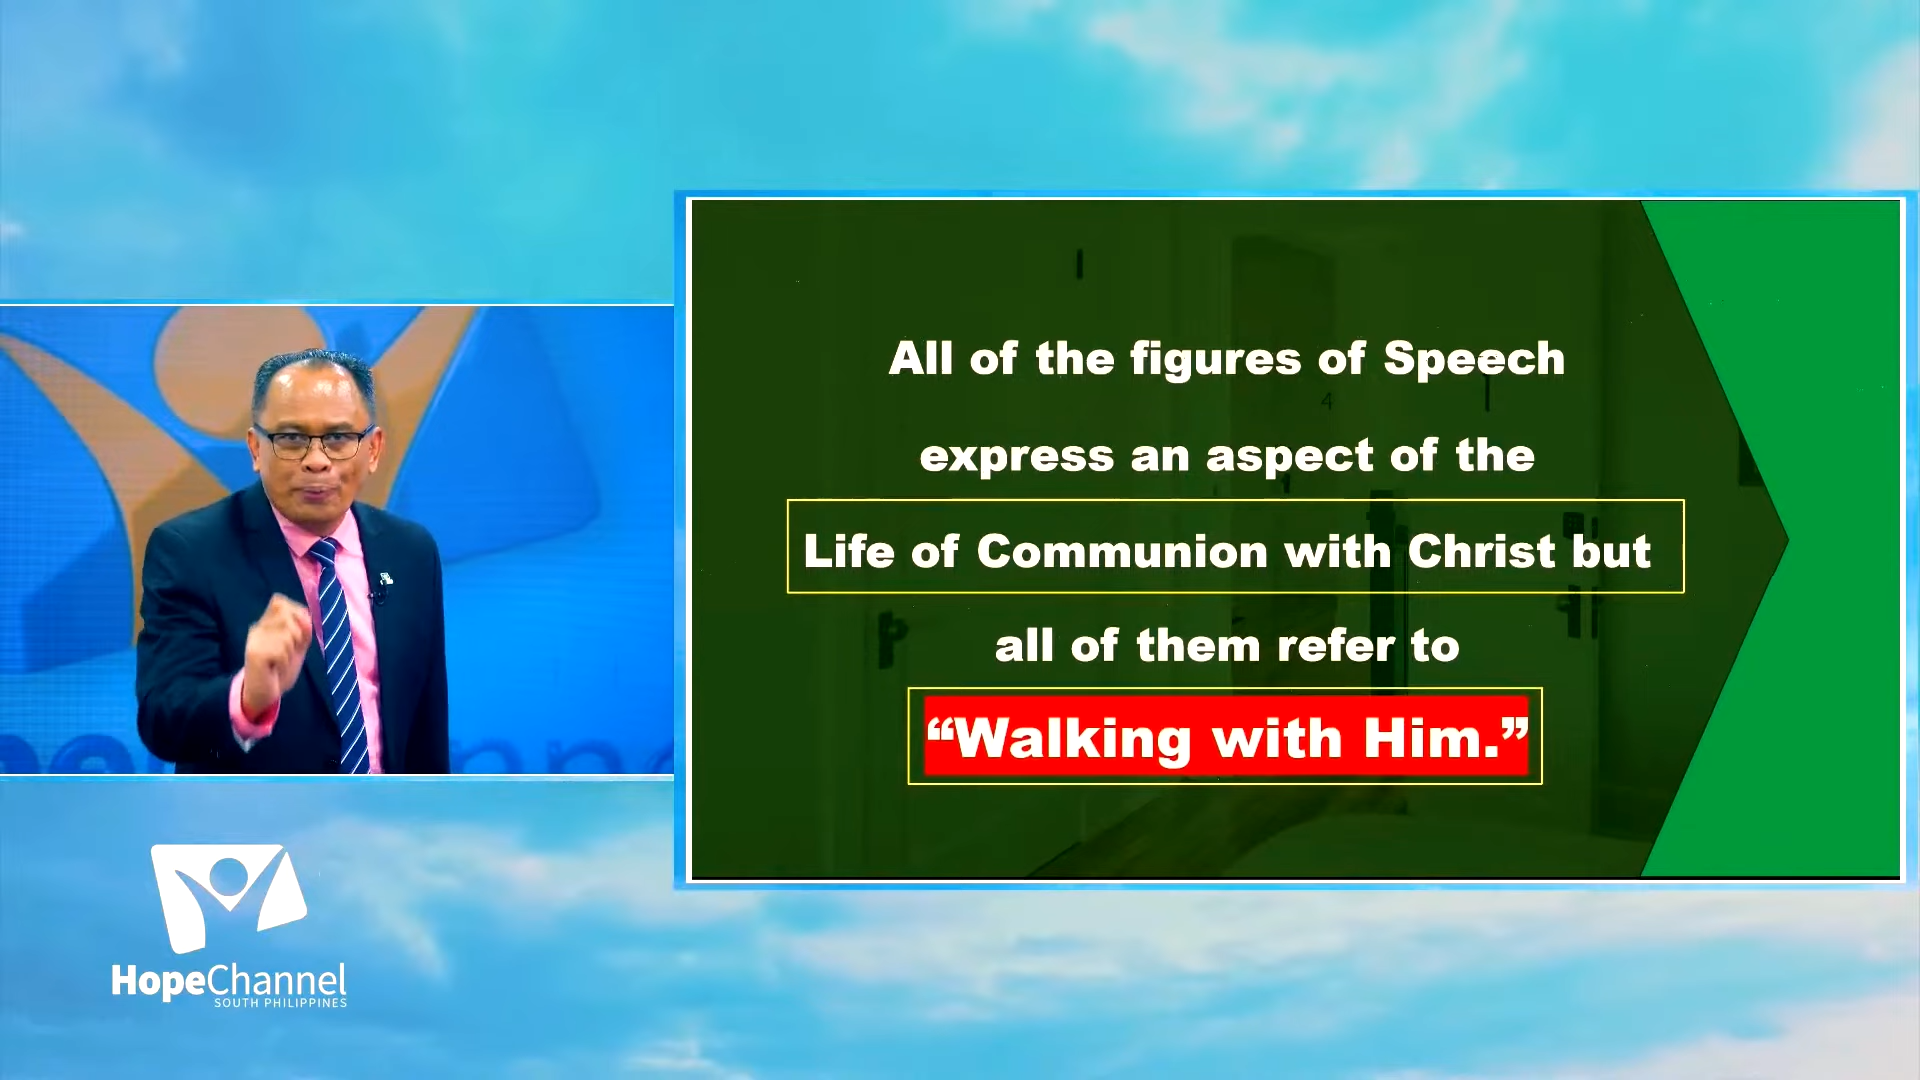 All of the figures of Speech
express an aspect of the
Life of Communion with Christ but
all of them refer to
“Walking with Him.”
HopeChannel
SOUTH PHILIPPINES